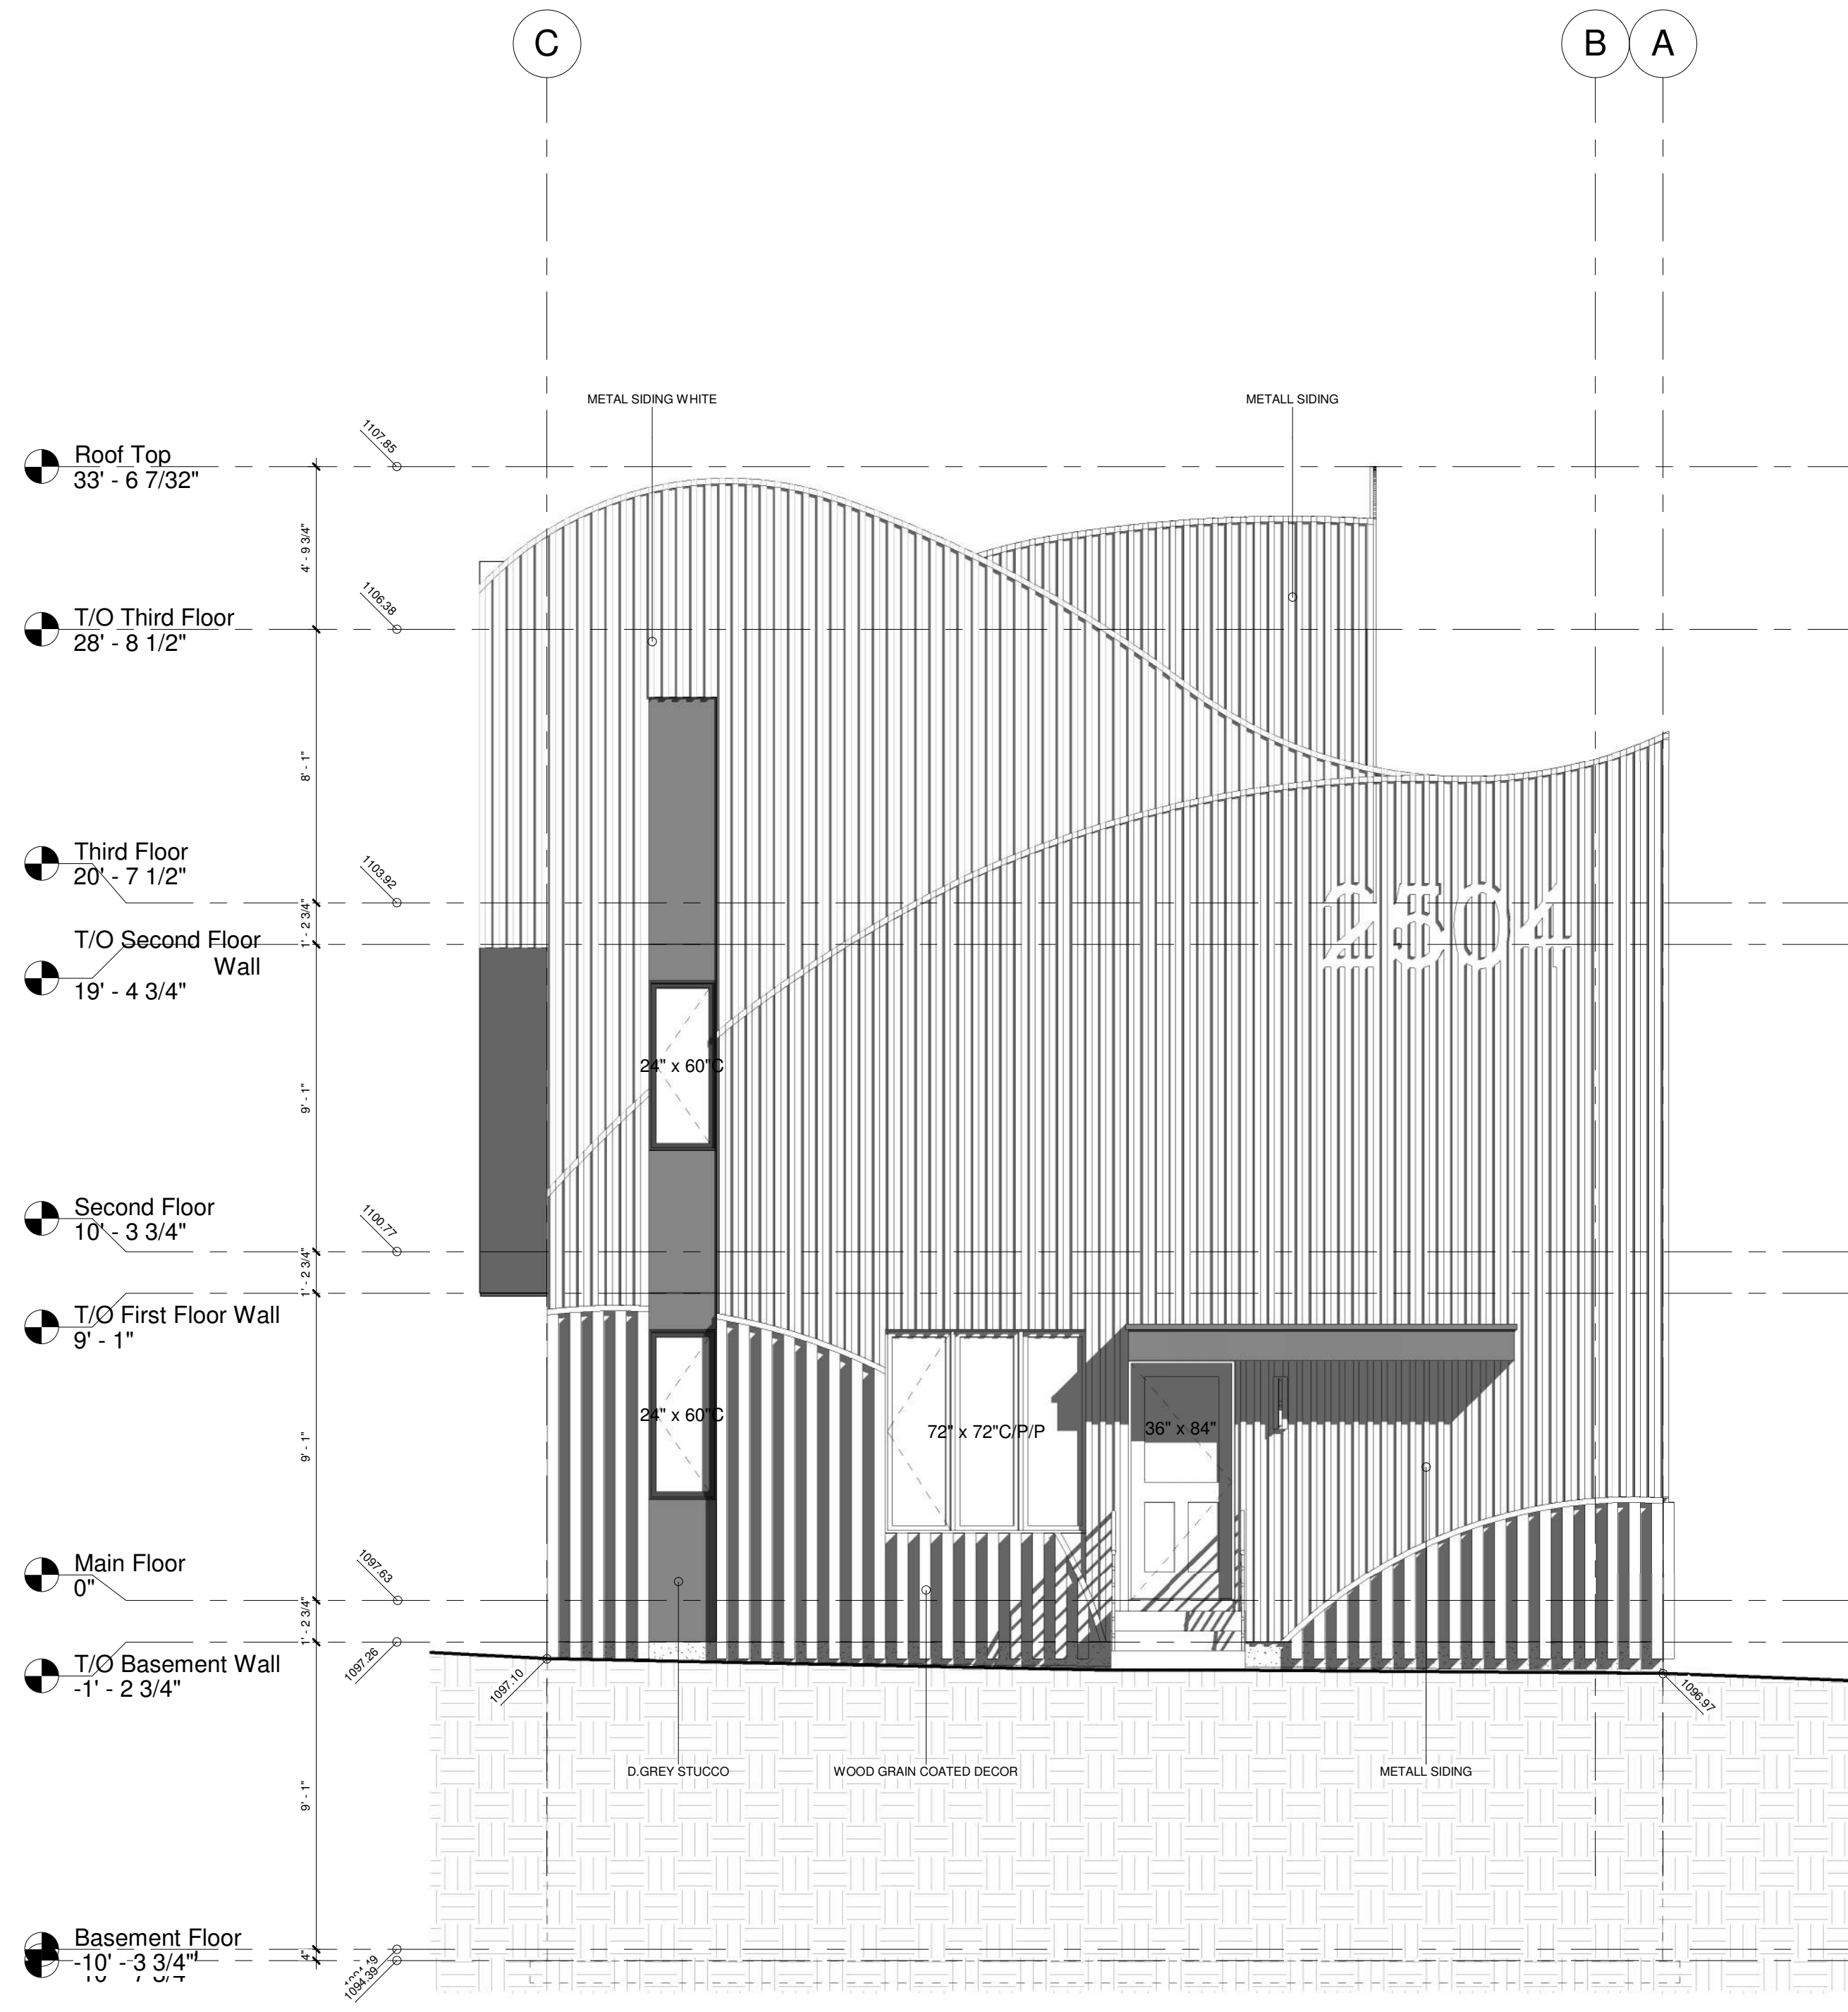 C
B
A
METAL SIDING WHITE
METALL SIDING
Roof Top
33' - 6 7/32"
1107.85
4' - 9 3/4"
T/O Third Floor
28' - 8 1/2"
1106.38
8' - 1"
Third Floor
20' - 7 1/2"
1103.92
1' - 2 3/4"
T/O Second Floor
Wall
19' - 4 3/4"
2504
24" x 60"C
9' - 1"
Second Floor
10' - 3 3/4"
1100.77
1' - 2 3/4"
T/O First Floor Wall
9' - 1"
24" x 60"C
72" x 72"C/P/P
36" x 84"
9' - 1"
Main Floor
0"
1097.63
1' - 2 3/4"
T/O Basement Wall
-1' - 2 3/4"
1097.26
1097.10
1096.97
D.GREY STUCCO
WOOD GRAIN COATED DECOR
METALL SIDING
9' - 1"
Basement Floor
-10' - 3 3/4"
4"
1094.39